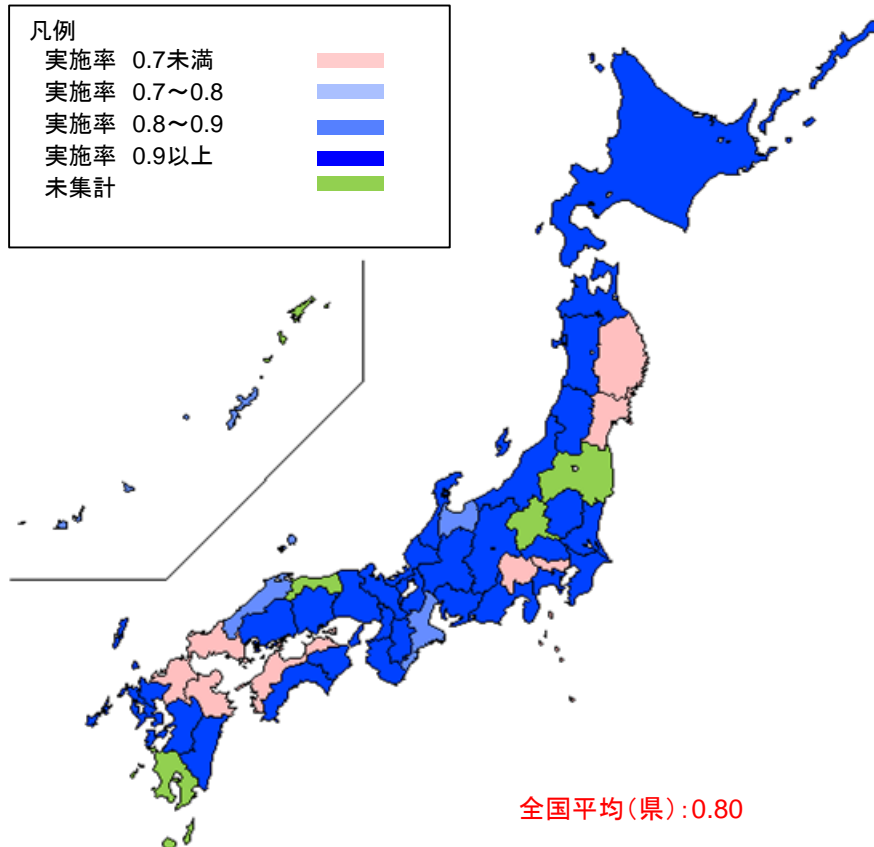 凡例
実施率 0.7未満
実施率 0.7～0.8
実施率 0.8～0.9
実施率 0.9以上
未集計
全国平均(県):0.80